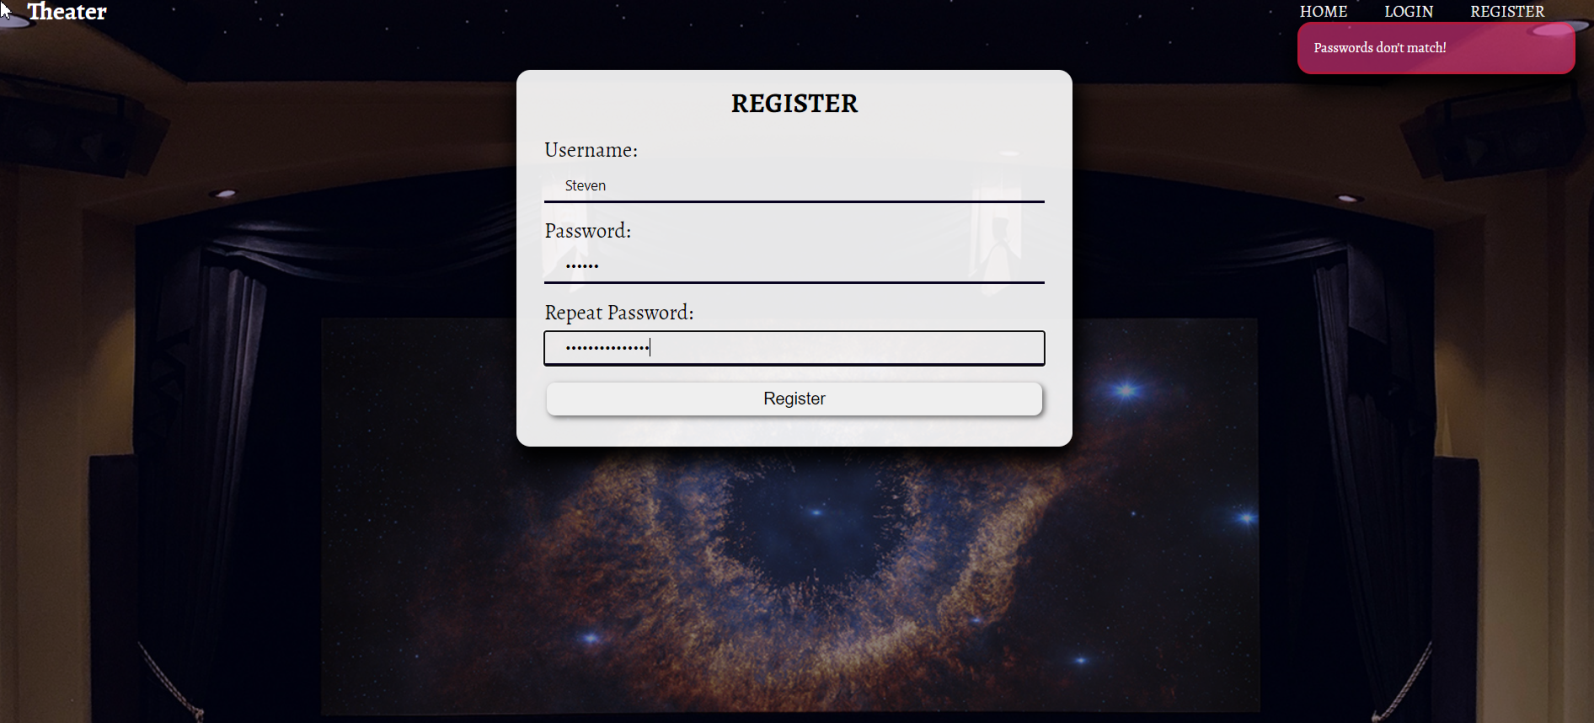 Theater
HOME LOGIN REGISTER
Passwords don't match!
REGISTER
Username:
Steven
Password:
••••••
Repeat Password:
•••••••••••••••
Register